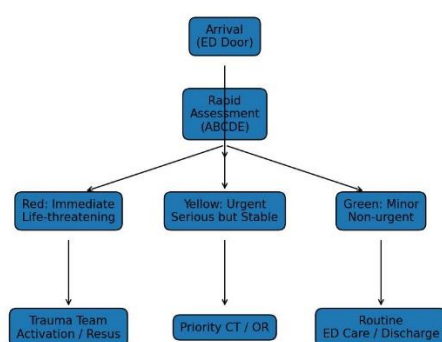 Arrival
(ED Door)
Rapid
Assessment
(ABCDE)
Red: Immediate
Life-threatening
Yellow: Urgent
Serious but Stable
Green: Minor
Non-urgent
Trauma Team
Activation / Resus
Priority CT / OR
Routine
ED Care / Discharge